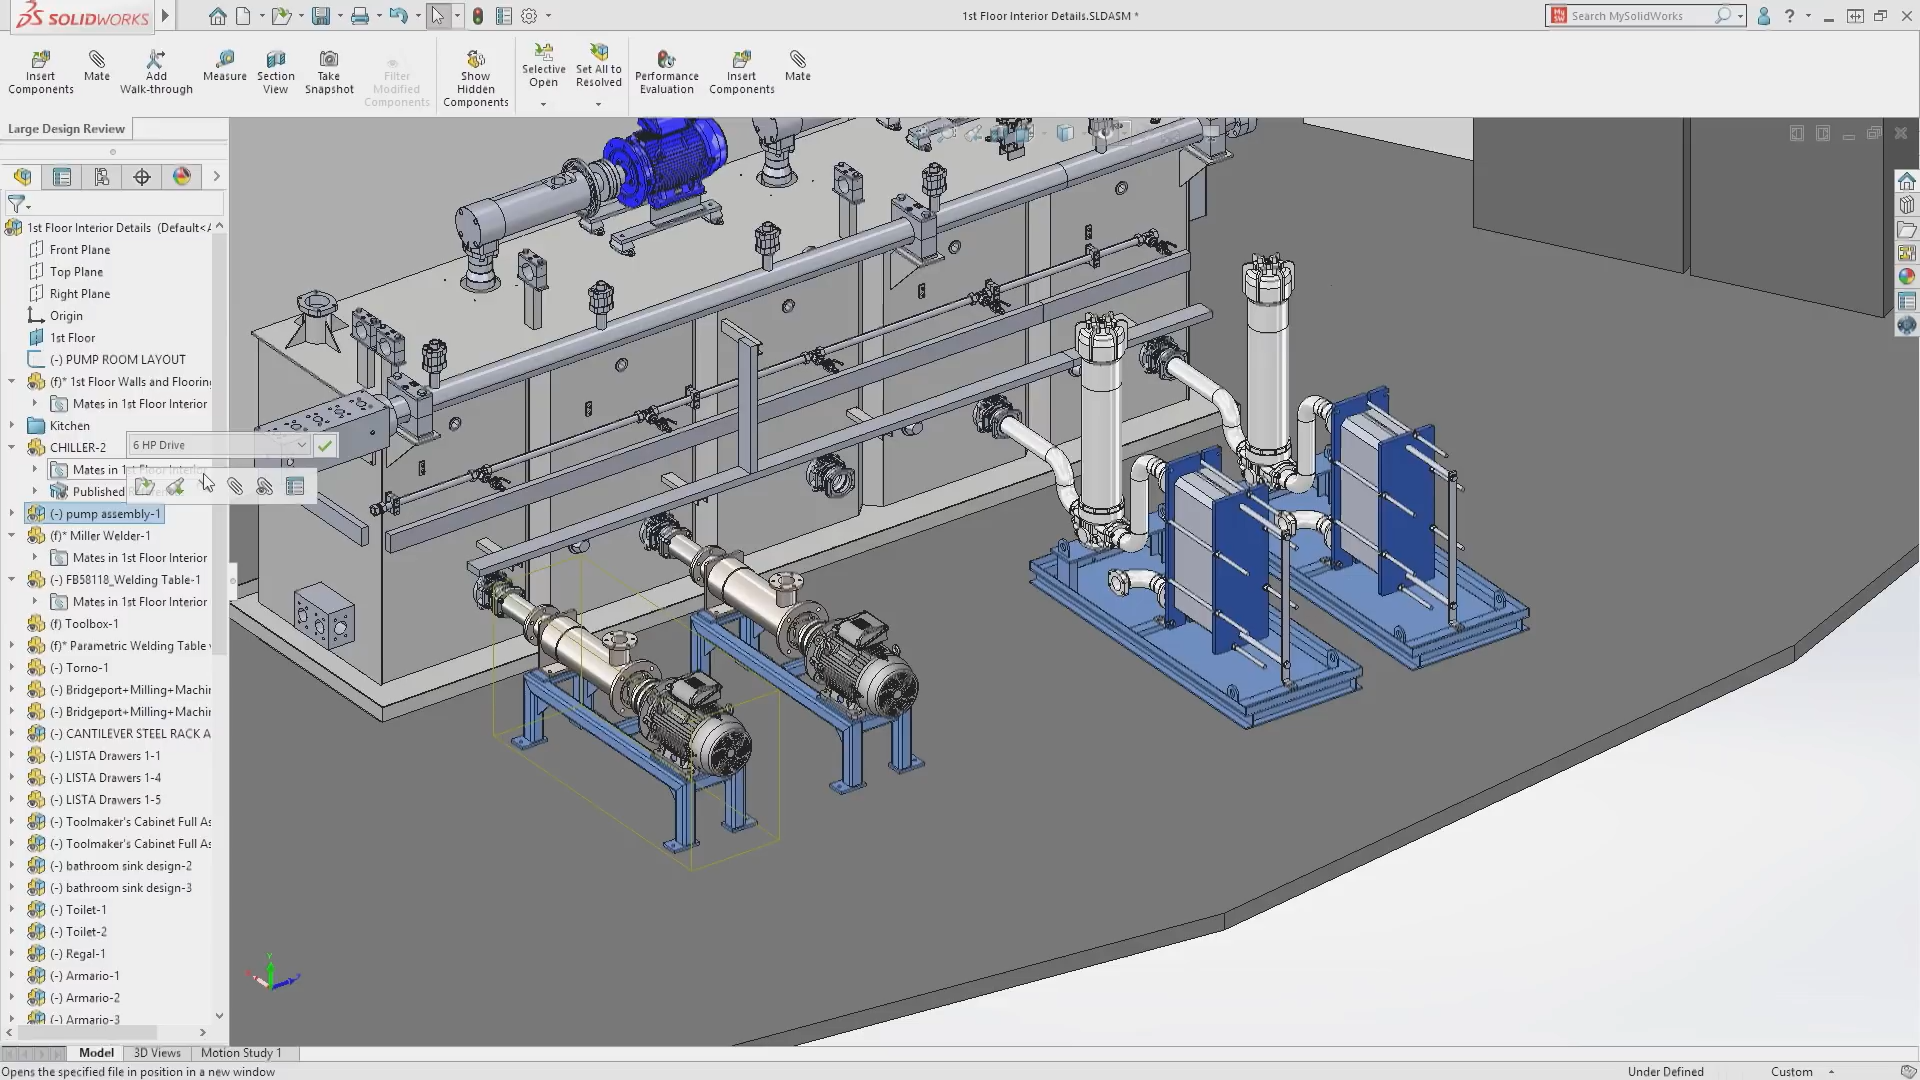 SOLIDWORKS
1st Floor Interior Details.SLDASM *
Search MySolidWorks
Insert Components
Mate
Add Walk-through
Measure
Section View
Take Snapshot
Filter Modified Components
Show Hidden Components
Selective Open
Set All to Resolved
Performance Evaluation
Insert Components
Mate
Large Design Review
1st Floor Interior Details (Default<
Front Plane
Top Plane
Right Plane
Origin
1st Floor
(-) PUMP ROOM LAYOUT
(f)* 1st Floor Walls and Flooring
Mates in 1st Floor Interior
Kitchen
CHILLER-2
6 HP Drive
Mates in 1st Floor Interior
Published
(-) pump assembly-1
(f)* Miller Welder-1
Mates in 1st Floor Interior
(-) FB58118_Welding Table-1
Mates in 1st Floor Interior
(f) Toolbox-1
(f)* Parametric Welding Table
(-) Torno-1
(-) Bridgeport+Milling+Machin
(-) Bridgeport+Milling+Machin
(-) CANTILEVER STEEL RACK A
(-) LISTA Drawers 1-1
(-) LISTA Drawers 1-4
(-) LISTA Drawers 1-5
(-) Toolmaker's Cabinet Full As
(-) Toolmaker's Cabinet Full As
(-) bathroom sink design-2
(-) bathroom sink design-3
(-) Toilet-1
(-) Toilet-2
(-) Regal-1
(-) Armario-1
(-) Armario-2
(-) Armario-3
Model
3D Views
Motion Study 1
Opens the specified file in position in a new window
Under Defined
Custom